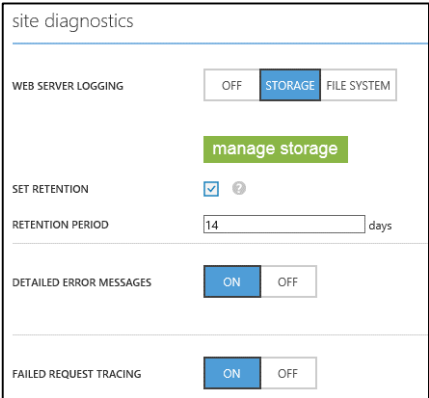 site diagnostics
WEB SERVER LOGGING OFF STORAGE FILE SYSTEM
manage storage
SET RETENTION ?
RETENTION PERIOD 14 days
DETAILED ERROR MESSAGES ON OFF
FAILED REQUEST TRACING ON OFF